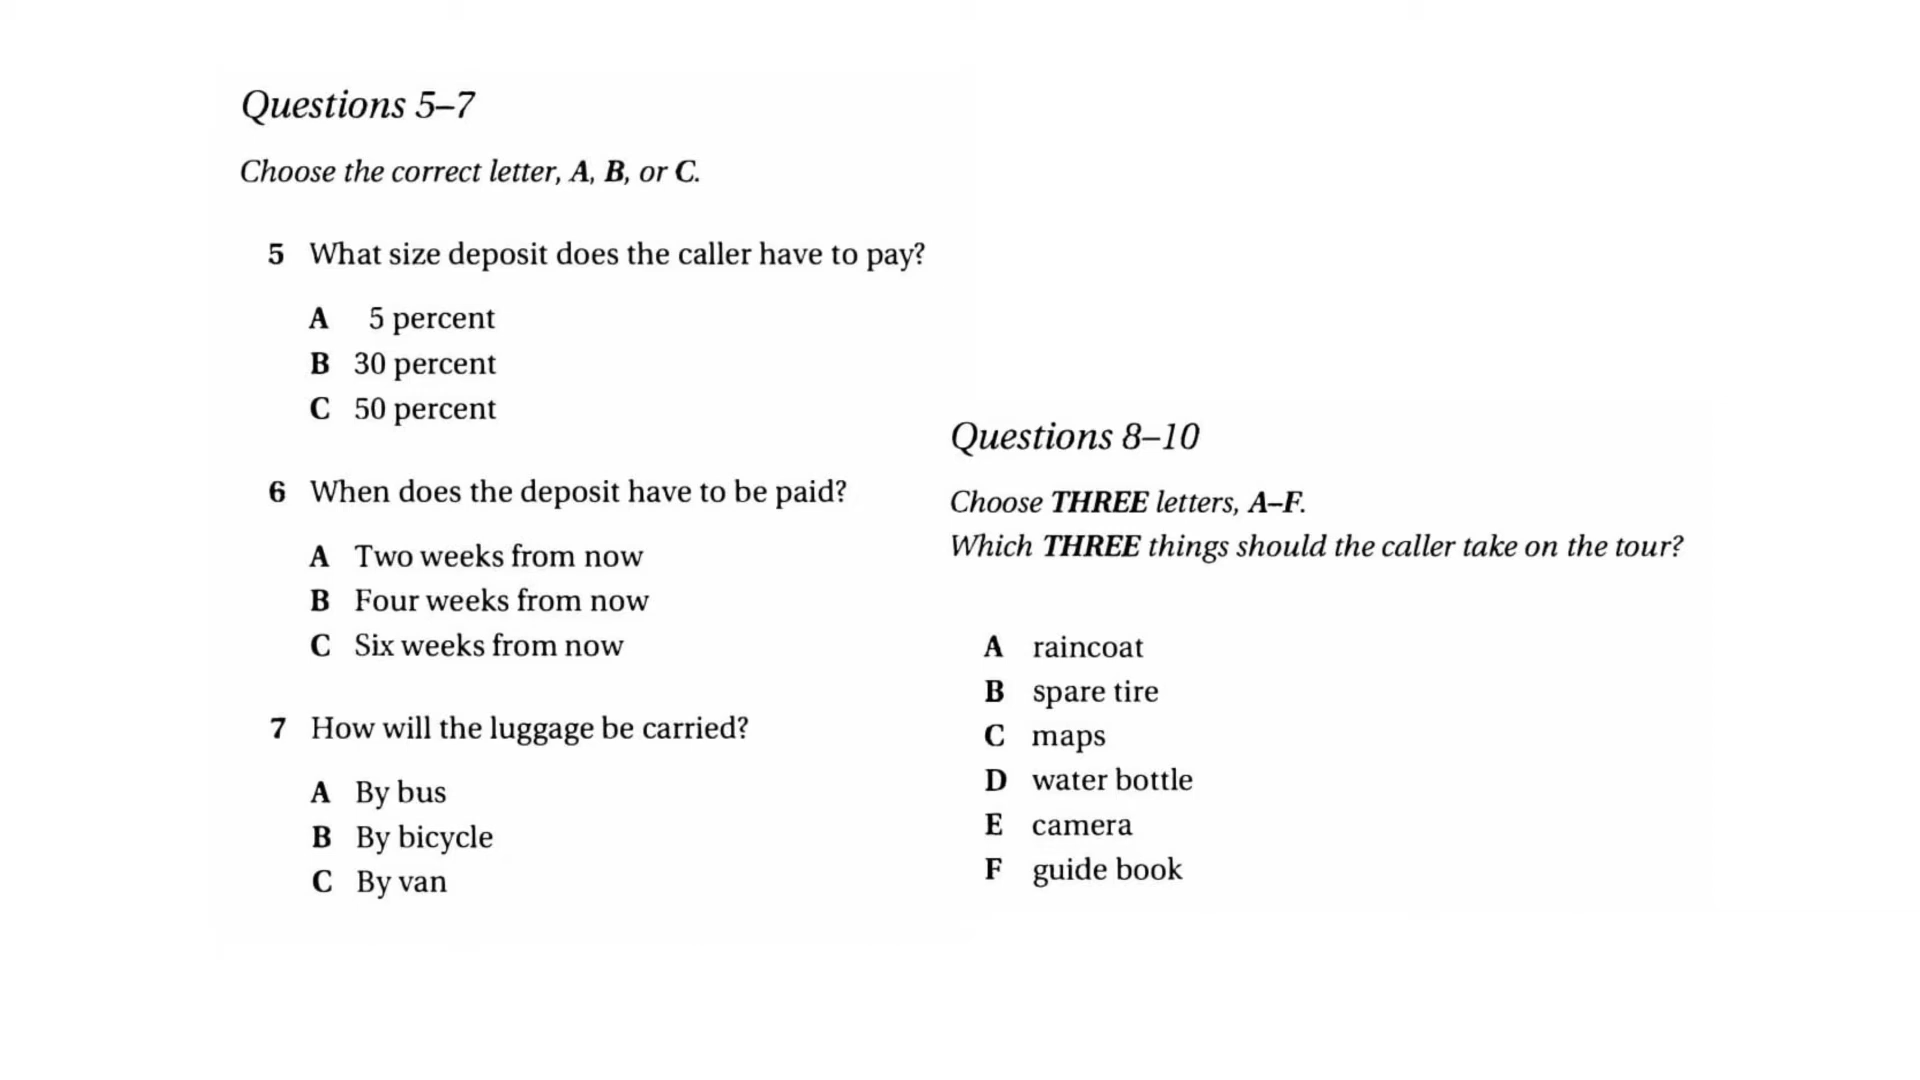 Questions 5–7
Choose the correct letter, A, B, or C.
5 What size deposit does the caller have to pay?
A 5 percent
B 30 percent
C 50 percent
6 When does the deposit have to be paid?
A Two weeks from now
B Four weeks from now
C Six weeks from now
7 How will the luggage be carried?
A By bus
B By bicycle
C By van
Questions 8–10
Choose THREE letters, A–F.
Which THREE things should the caller take on the tour?
A raincoat
B spare tire
C maps
D water bottle
E camera
F guide book